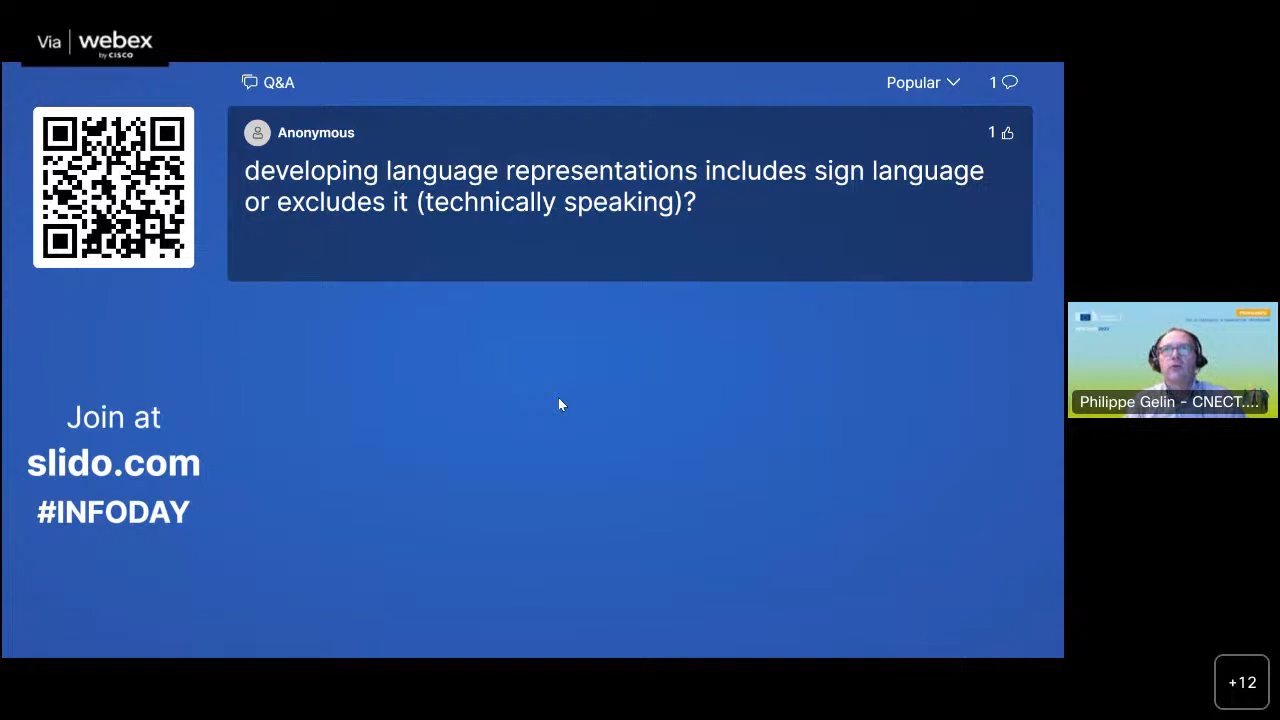 Via webex
by CISCO
Q&A
Popular
1
Anonymous
1
developing language representations includes sign language
or excludes it (technically speaking)?
Join at
slido.com
#INFODAY
Philippe Gelin - CNECT....
+12